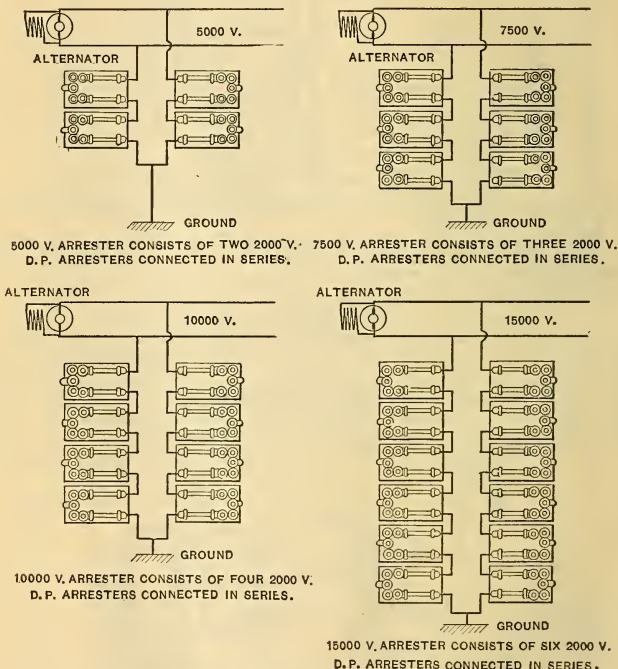 5000 V.
ALTERNATOR
GROUND
5000 V. ARRESTER CONSISTS OF TWO 2000 V.
D.P. ARRESTERS CONNECTED IN SERIES.
7500 V.
ALTERNATOR
GROUND
7500 V. ARRESTER CONSISTS OF THREE 2000 V.
D.P. ARRESTERS CONNECTED IN SERIES.
ALTERNATOR
10000 V.
GROUND
10000 V. ARRESTER CONSISTS OF FOUR 2000 V.
D.P. ARRESTERS CONNECTED IN SERIES.
ALTERNATOR
15000 V.
GROUND
15000 V. ARRESTER CONSISTS OF SIX 2000 V.
D.P. ARRESTERS CONNECTED IN SERIES.